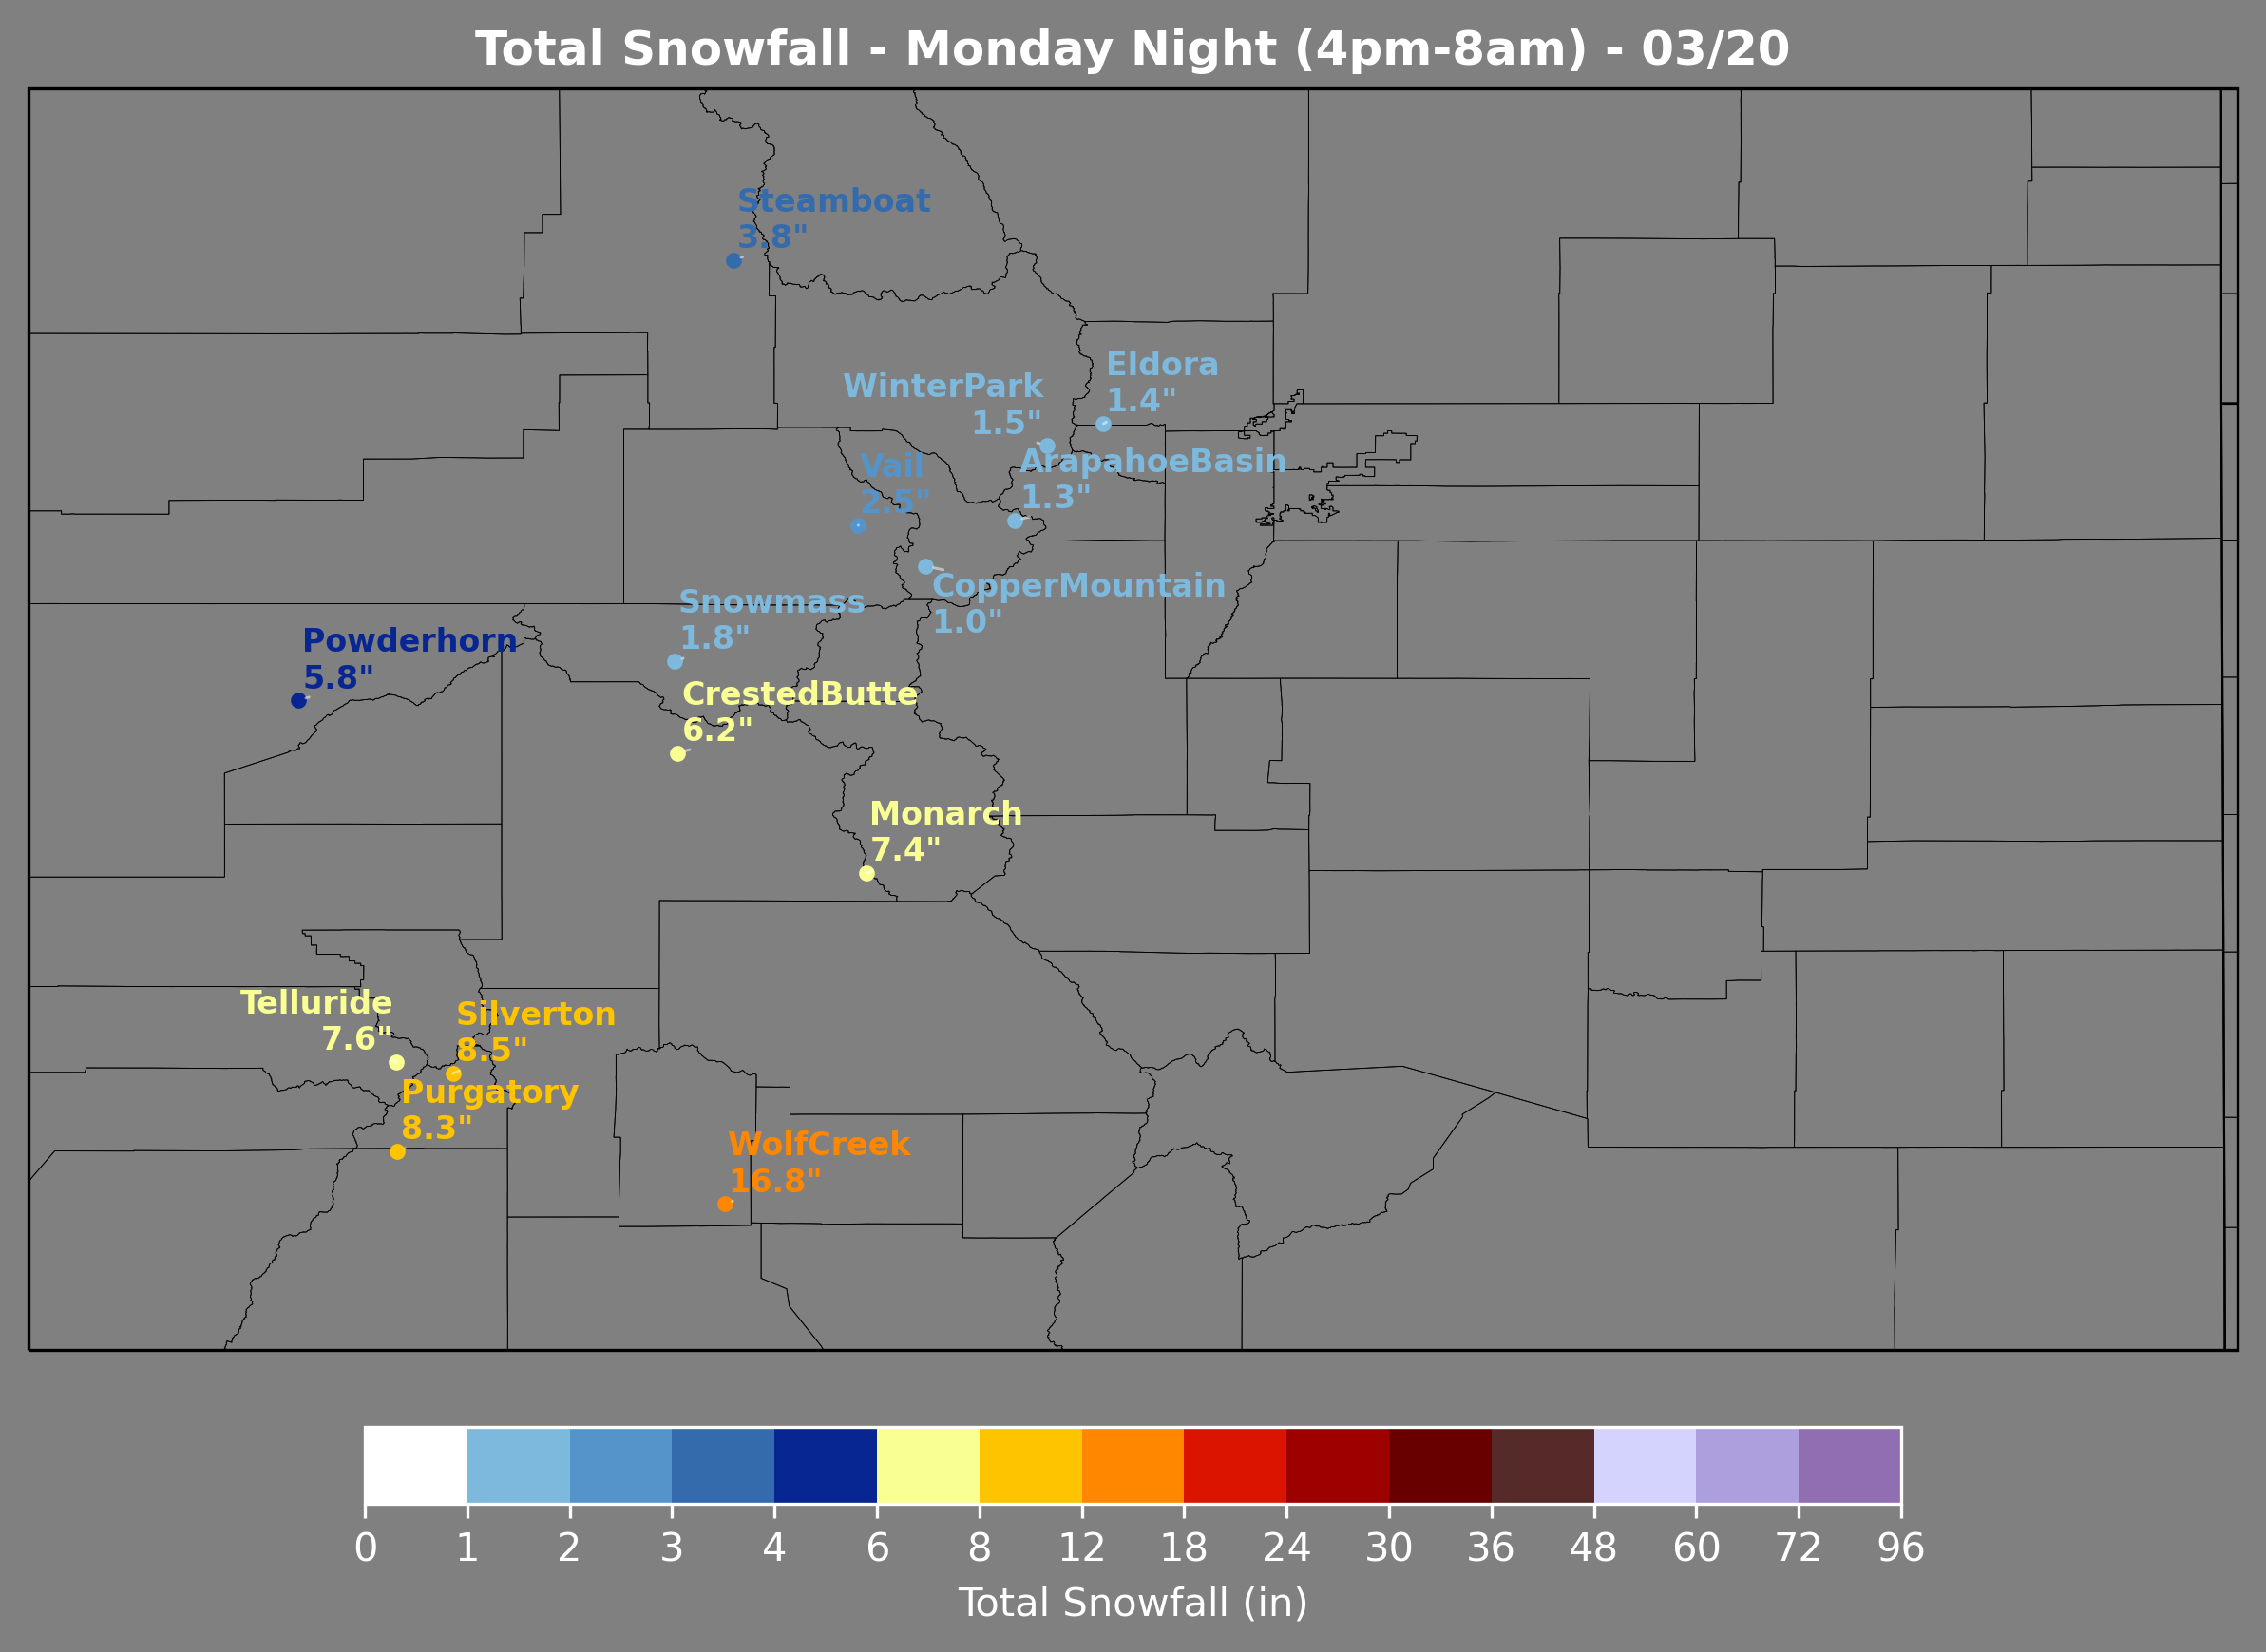 Total Snowfall - Monday Night (4pm-8am) - 03/20
Steamboat
3.8"
Eldora
1.4"
WinterPark
1.5"
ArapahoeBasin
1.3"
Vail
2.5"
CopperMountain
1.0"
Snowmass
1.8"
Powderhorn
5.8"
CrestedButte
6.2"
Monarch
7.4"
Telluride
7.6"
Silverton
8.5"
Purgatory
8.3"
WolfCreek
16.8"
0 1 2 3 4 6 8 12 18 24 30 36 48 60 72 96
Total Snowfall (in)